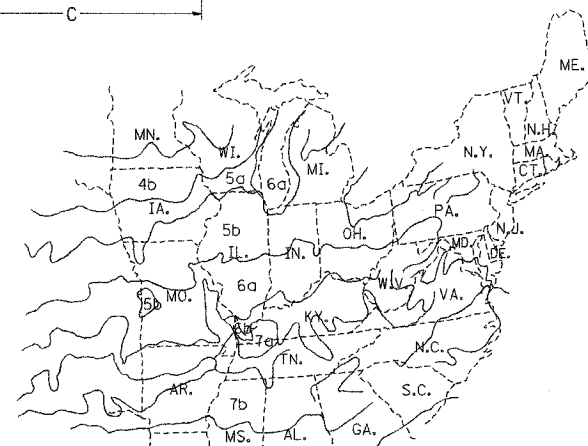 C
ME.
VT.
MN.
N.H.
WI.
N.Y.
MA.
MI.
CT.
4b
5a
6a
IA.
PA.
5b
OH.
N.J.
IL.
IN.
MD.
DE.
6a
W.V.
5b
MO.
VA.
KY.
6b
7a
N.C.
TN.
AR.
S.C.
7b
MS.
AL.
GA.